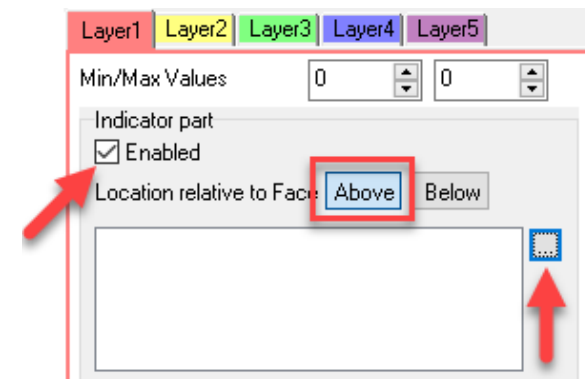 Layer1 Layer2 Layer3 Layer4 Layer5
Min/Max Values 0 0
Indicator part
Enabled
Location relative to Face Above Below
...